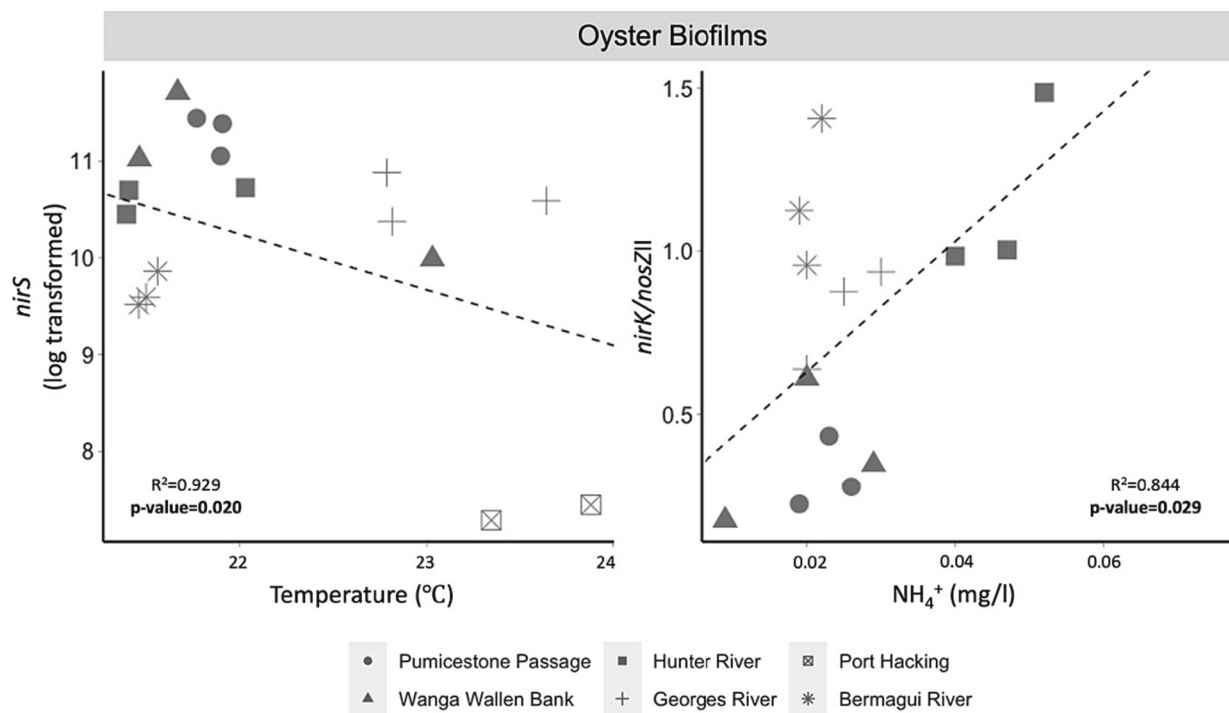 Oyster Biofilms
nirS
(log transformed)
11
10
9
8
R²=0.929
p-value=0.020
22
23
24
Temperature (°C)
nirK/nosZII
1.5
1.0
0.5
R²=0.844
p-value=0.029
0.02
0.04
0.06
NH₄⁺ (mg/l)
Pumicestone Passage
Hunter River
Port Hacking
Wanga Wallen Bank
Georges River
Bermagui River